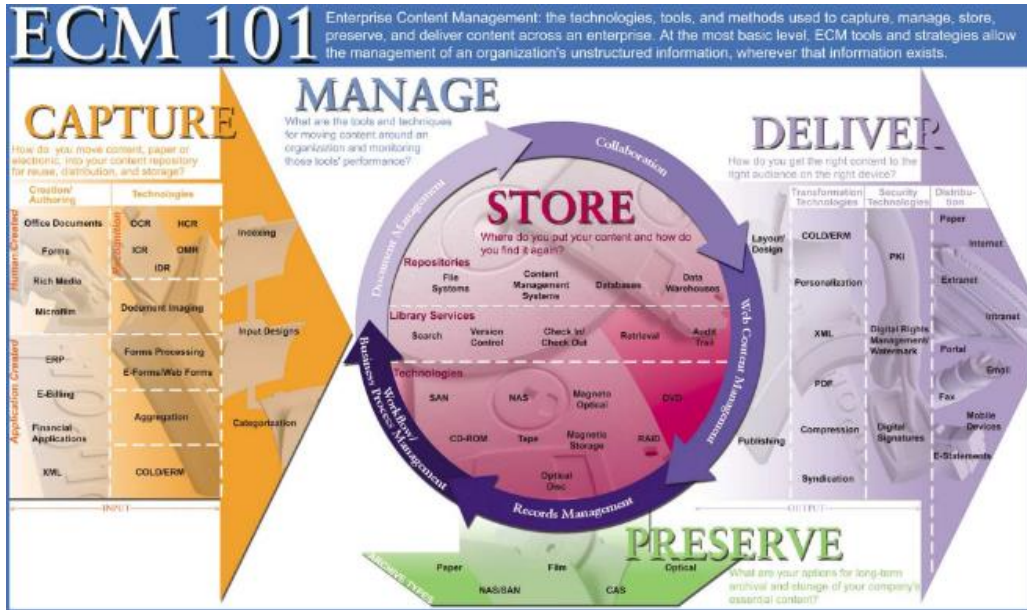 ECM 101
Enterprise Content Management: the technologies, tools, and methods used to capture, manage, store,
preserve, and deliver content across an enterprise. At the most basic level, ECM tools and strategies allow
the management of an organization's unstructured information, wherever that information exists.
CAPTURE
How do you move content, paper or
electronic, into your content repository
for reuse, distribution, and storage?
Creation/
Authoring
Technologies
Human Created
Office Documents
Forms
Rich Media
Microfilm
Application Created
ERP
E-Billing
Financial
Applications
XML
Recognition
OCR
HCR
ICR
OMR
IDR
Document Imaging
Forms Processing
E-Forms/Web Forms
Aggregation
COLD/ERM
Indexing
Input Designs
Categorization
INPUT
MANAGE
What are the tools and techniques
for moving content around an
organization and monitoring
those tools' performance?
Document Management
Collaboration
Web Content Management
Records Management
Workflow/
Business Process Management
STORE
Where do you put your content and how do
you find it again?
Repositories
File
Systems
Content
Management
Systems
Databases
Data
Warehouses
Library Services
Search
Version
Control
Check In/
Check Out
Retrieval
Audit
Trail
Technologies
SAN
NAS
Magneto
Optical
DVD
CD-ROM
Tape
Magnetic
Storage
RAID
Optical
Disc
DELIVER
How do you get the right content to the
right audience on the right device?
Transformation
Technologies
Security
Technologies
Distribu-
tion
Layout/
Design
Publishing
COLD/ERM
Personalization
XML
PDF
Compression
Syndication
PKI
Digital Rights
Management/
Watermark
Digital
Signatures
Paper
Internet
Extranet
Intranet
Portal
Email
Fax
Mobile
Devices
E-Statements
OUTPUT
PRESERVE
What are your options for long-term
archival and storage of your company's
essential content?
ARCHIVE TYPES
Paper
NAS/SAN
Film
CAS
Optical